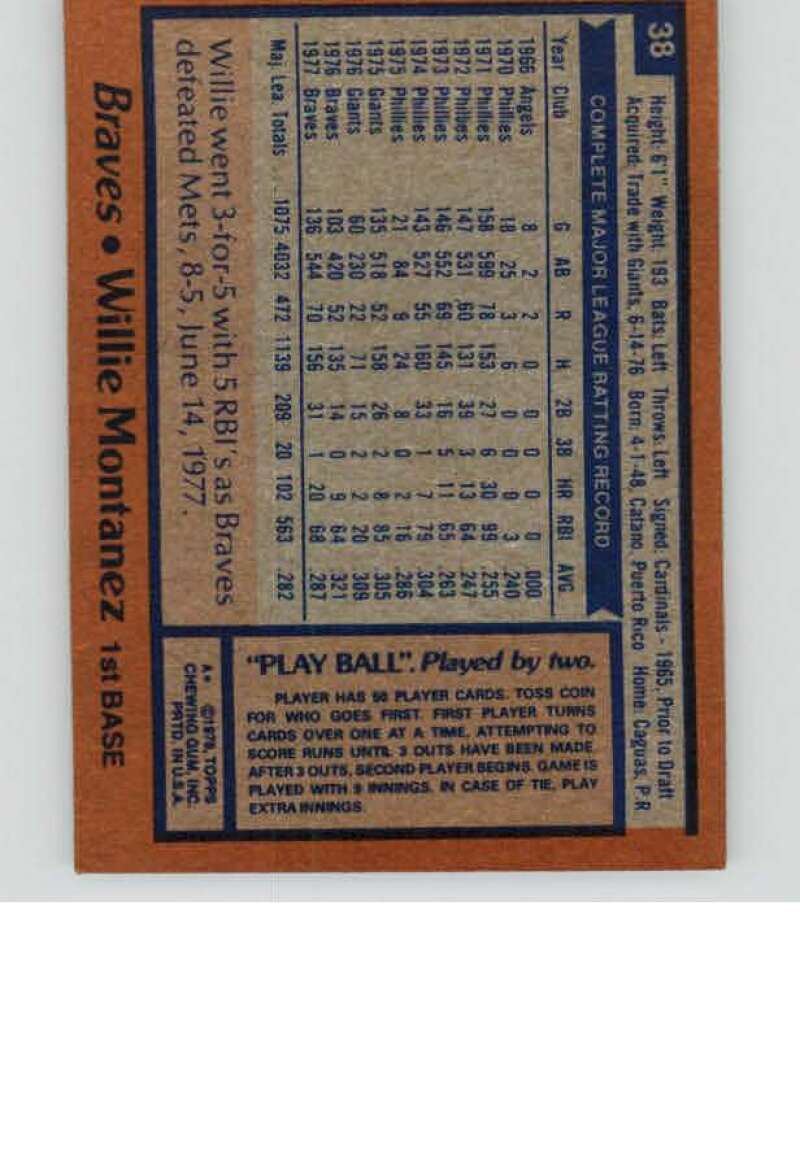 38
Height: 6'1" Weight: 193 Bats: Left Throws: Left Signed: Cardinals - 1965, Prior to Draft
Acquired: Trade with Giants, 6-14-76 Born: 4-1-48, Catano, Puerto Rico Home: Caguas, P.R.
COMPLETE MAJOR LEAGUE BATTING RECORD
Year Club G AB R H 2B 3B HR RBI AVG
1966 Angels 8 2 2 0 0 0 0 0 .000
1970 Phillies 18 25 3 6 0 0 0 3 .240
1971 Phillies 158 599 78 153 27 6 30 99 .255
1972 Phillies 147 531 60 131 39 3 13 64 .247
1973 Phillies 146 552 69 145 16 5 11 65 .263
1974 Phillies 143 527 55 160 33 1 7 79 .304
1975 Phillies 21 84 9 24 8 0 2 16 .286
1975 Giants 135 518 52 158 26 2 8 85 .305
1976 Giants 60 230 22 71 15 2 2 20 .309
1976 Braves 103 420 52 135 14 0 9 64 .321
1977 Braves 136 544 70 156 31 1 20 68 .287
Maj. Lea. Totals 1075 4032 472 1139 209 20 102 563 .282
Willie went 3-for-5 with 5 RBI's as Braves
defeated Mets, 8-5, June 14, 1977.
"PLAY BALL". Played by two.
PLAYER HAS 50 PLAYER CARDS. TOSS COIN
FOR WHO GOES FIRST. FIRST PLAYER TURNS
CARDS OVER ONE AT A TIME, ATTEMPTING TO
SCORE RUNS UNTIL 3 OUTS HAVE BEEN MADE.
AFTER 3 OUTS, SECOND PLAYER BEGINS. GAME IS
PLAYED WITH 9 INNINGS. IN CASE OF TIE, PLAY
EXTRA INNINGS.
A* ©1978, TOPPS
CHEWING GUM, INC.
PRTD. IN U.S.A.
Braves • Willie Montanez 1st BASE